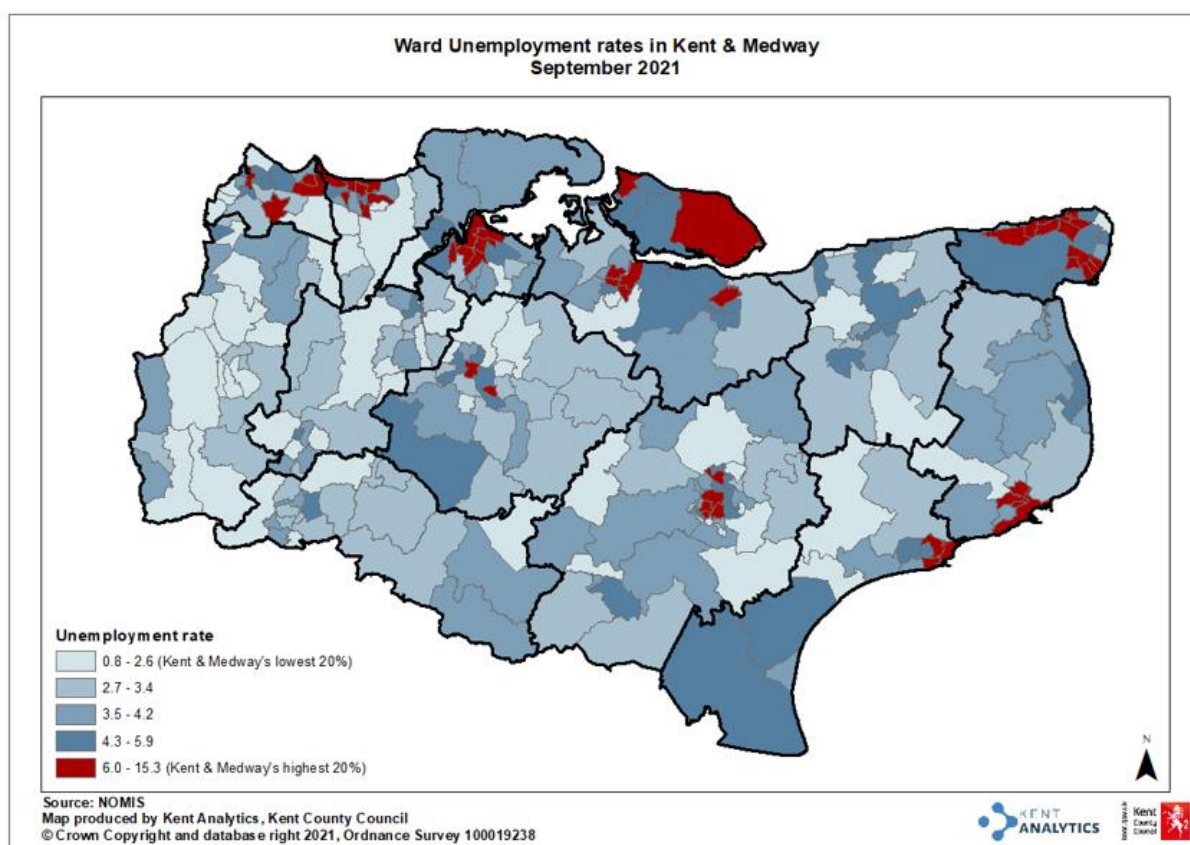 Ward Unemployment rates in Kent & Medway
September 2021
Unemployment rate
0.8 - 2.6 (Kent & Medway's lowest 20%)
2.7 - 3.4
3.5 - 4.2
4.3 - 5.9
6.0 - 15.3 (Kent & Medway's highest 20%)
N
Source: NOMIS
Map produced by Kent Analytics, Kent County Council
© Crown Copyright and database right 2021, Ordnance Survey 100019238
KENT
ANALYTICS
Kent
County
Council